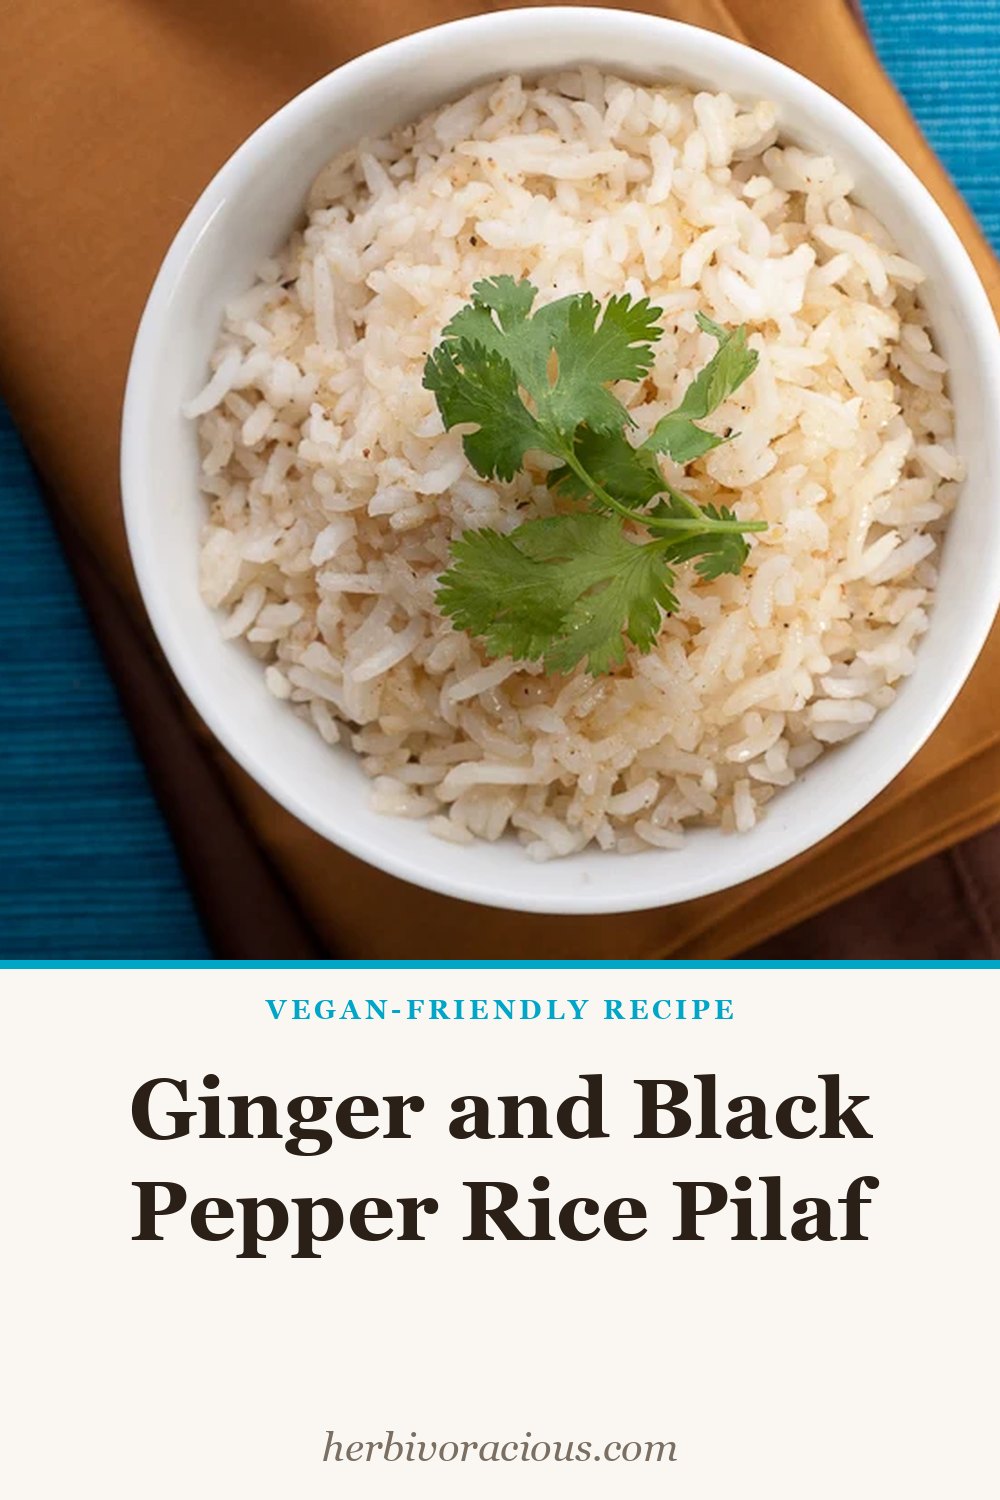 VEGAN-FRIENDLY RECIPE
Ginger and Black
Pepper Rice Pilaf
herbivoracious.com